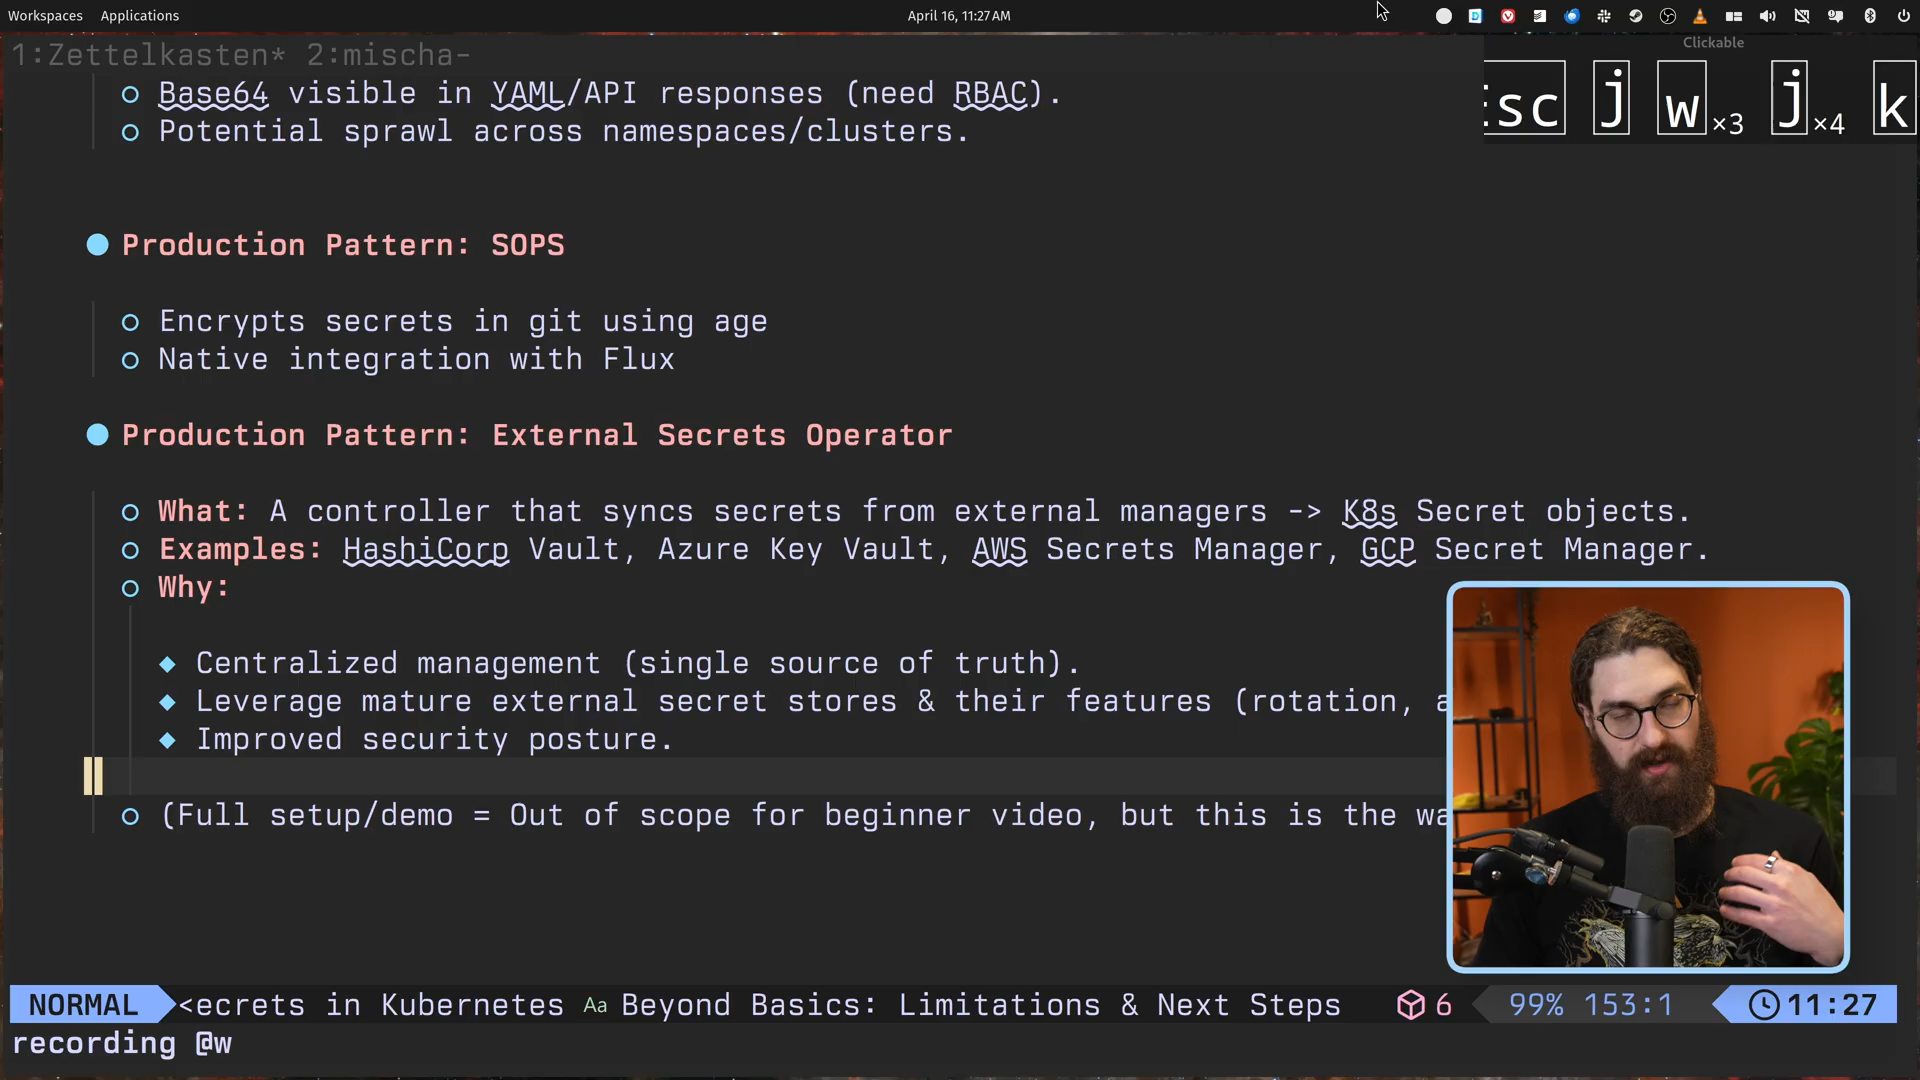 Workspaces Applications April 16, 11:27 AM
1:Zettelkasten* 2:mischa-
Clickable
sc j w ×3 j ×4 k
Base64 visible in YAML/API responses (need RBAC).
Potential sprawl across namespaces/clusters.
Production Pattern: SOPS
Encrypts secrets in git using age
Native integration with Flux
Production Pattern: External Secrets Operator
What: A controller that syncs secrets from external managers -> K8s Secret objects.
Examples: HashiCorp Vault, Azure Key Vault, AWS Secrets Manager, GCP Secret Manager.
Why:
Centralized management (single source of truth).
Leverage mature external secret stores & their features (rotation, a
Improved security posture.
(Full setup/demo = Out of scope for beginner video, but this is the wa
NORMAL <ecrets in Kubernetes Aa Beyond Basics: Limitations & Next Steps 6 99% 153:1 11:27
recording @w